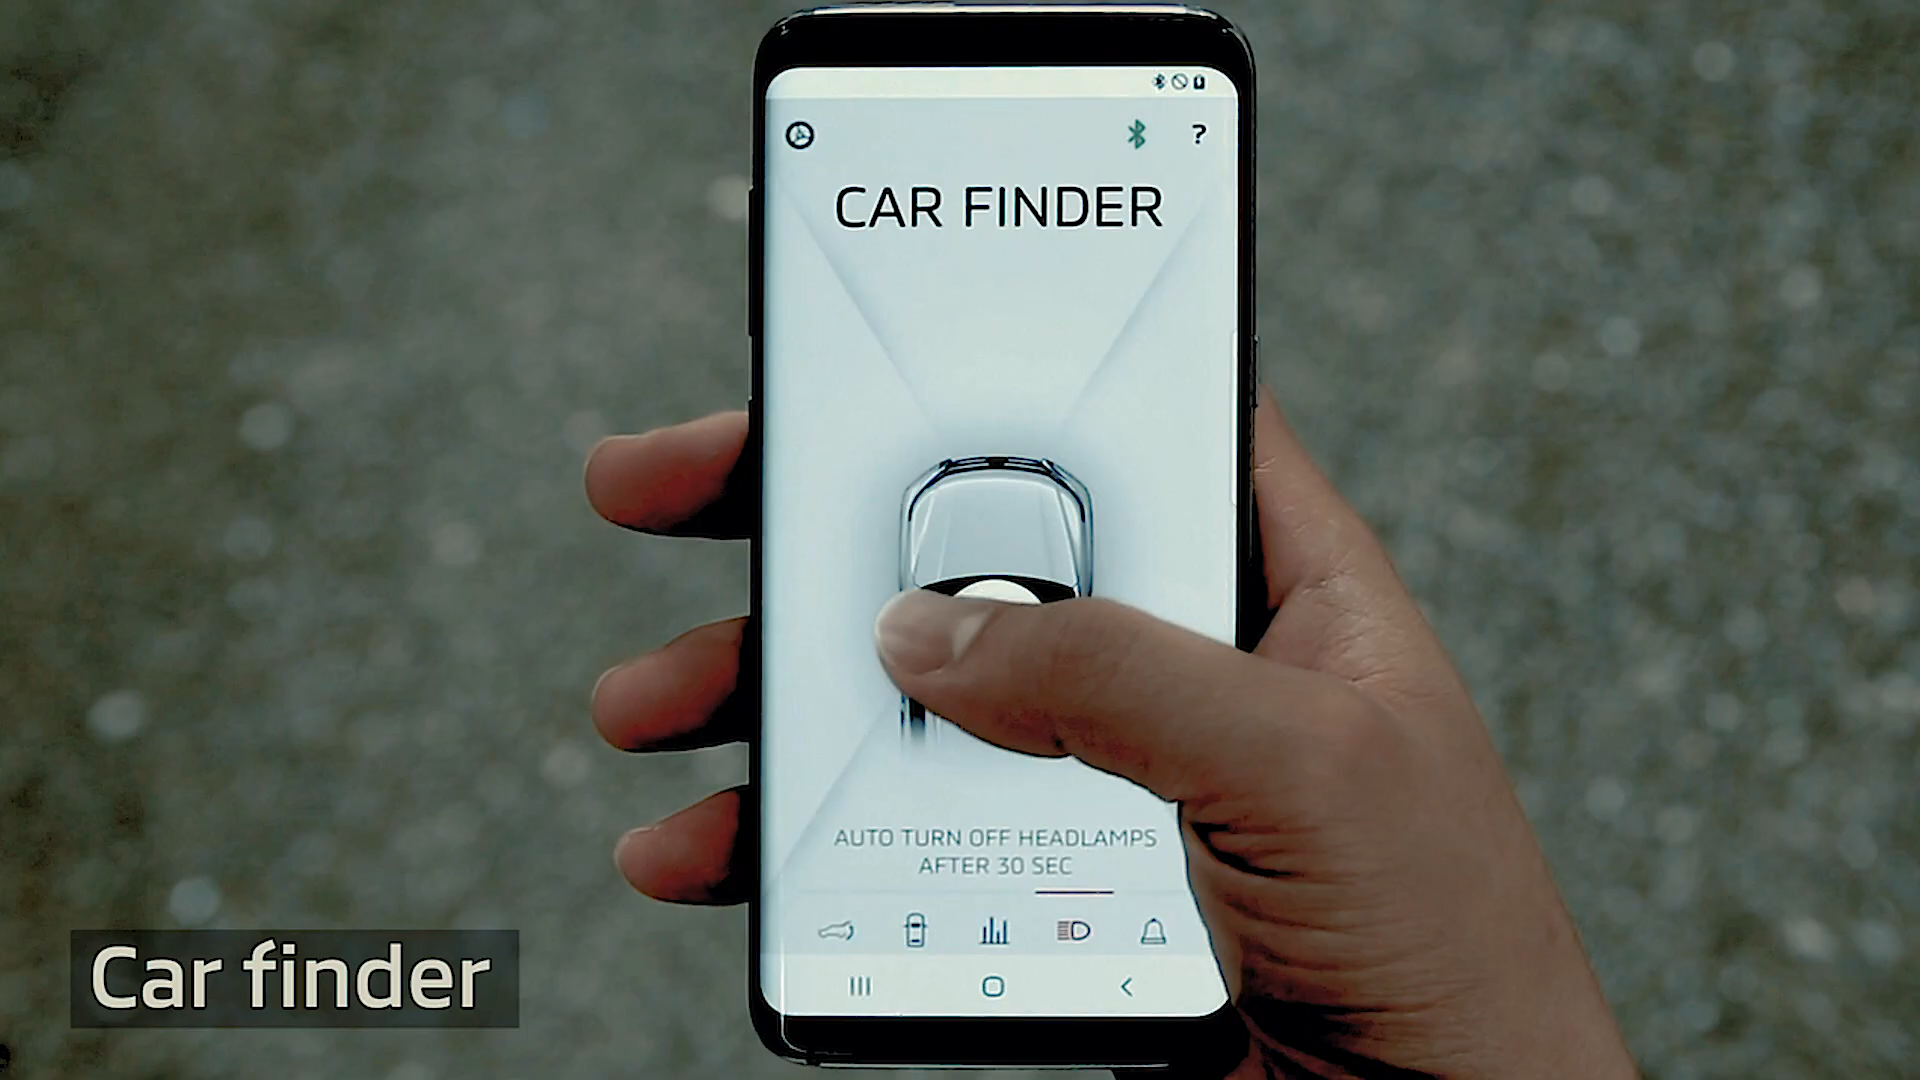 ?
CAR FINDER
AUTO TURN OFF HEADLAMPS
AFTER 30 SEC
Car finder